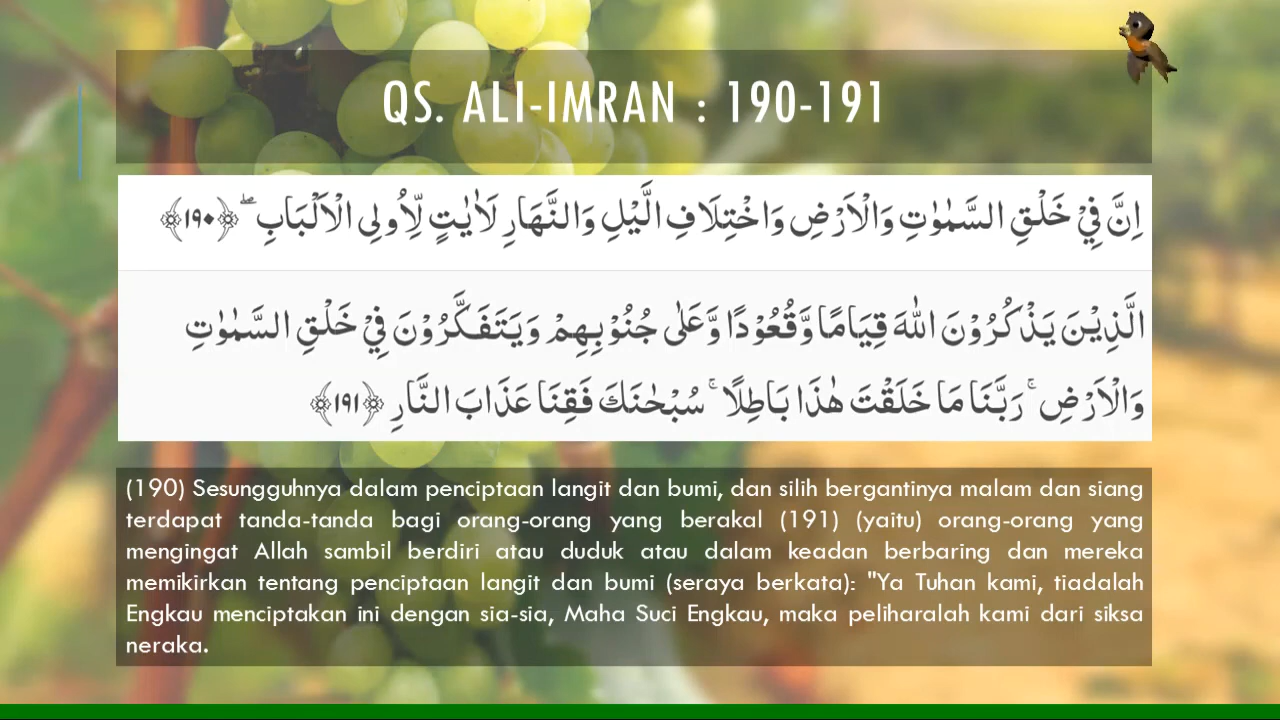 QS. ALI-IMRAN : 190-191
اِنَّ فِيْ خَلْقِ السَّمٰوٰتِ وَالْاَرْضِ وَاخْتِلَافِ الَّيْلِ وَالنَّهَارِ لَاٰيٰتٍ لِّاُولِى الْاَلْبَابِۙ ﴿١٩٠﴾
الَّذِيْنَ يَذْكُرُوْنَ اللّٰهَ قِيَامًا وَّقُعُوْدًا وَّعَلٰى جُنُوْبِهِمْ وَيَتَفَكَّرُوْنَ فِيْ خَلْقِ السَّمٰوٰتِ
وَالْاَرْضِۚ رَبَّنَا مَا خَلَقْتَ هٰذَا بَاطِلًاۚ سُبْحٰنَكَ فَقِنَا عَذَابَ النَّارِ ﴿١٩١﴾
(190) Sesungguhnya dalam penciptaan langit dan bumi, dan silih bergantinya malam dan siang
terdapat tanda-tanda bagi orang-orang yang berakal (191) (yaitu) orang-orang yang
mengingat Allah sambil berdiri atau duduk atau dalam keadan berbaring dan mereka
memikirkan tentang penciptaan langit dan bumi (seraya berkata): "Ya Tuhan kami, tiadalah
Engkau menciptakan ini dengan sia-sia, Maha Suci Engkau, maka peliharalah kami dari siksa
neraka.